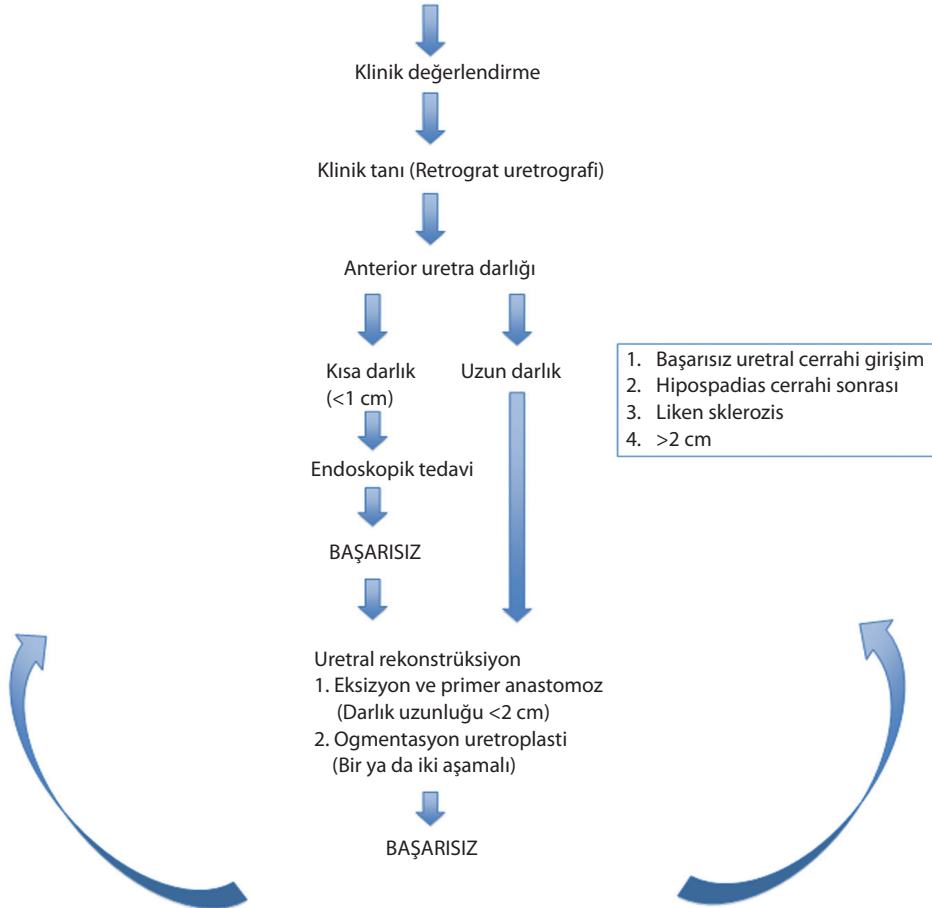 Klinik değerlendirme
Klinik tanı (Retrograt uretrografi)
Anterior uretra darlığı
Kısa darlık
(<1 cm)
Uzun darlık
1. Başarısız uretral cerrahi girişim
2. Hipospadias cerrahi sonrası
3. Liken sklerozis
4. >2 cm
Endoskopik tedavi
BAŞARISIZ
Uretral rekonstrüksiyon
1. Eksizyon ve primer anastomoz
(Darlık uzunluğu <2 cm)
2. Ogmentasyon uretroplasti
(Bir ya da iki aşamalı)
BAŞARISIZ